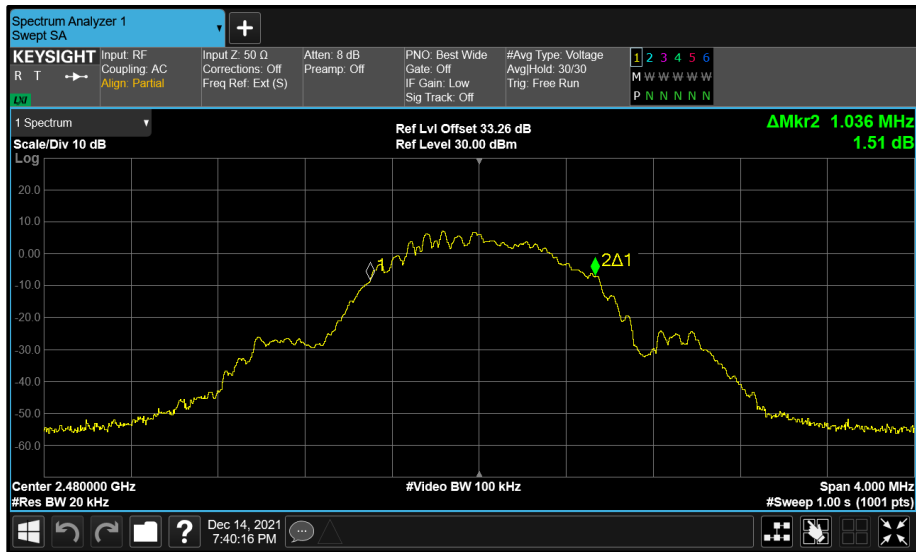 Spectrum Analyzer 1
Swept SA
+
KEYSIGHT
R T
LXI
Input: RF
Coupling: AC
Align: Partial
Input Z: 50 Ω
Corrections: Off
Freq Ref: Ext (S)
Atten: 8 dB
Preamp: Off
PNO: Best Wide
Gate: Off
IF Gain: Low
Sig Track: Off
#Avg Type: Voltage
Avg|Hold: 30/30
Trig: Free Run
1 2 3 4 5 6
M W W W W W
P N N N N N
1 Spectrum
Scale/Div 10 dB
Ref Lvl Offset 33.26 dB
Ref Level 30.00 dBm
ΔMkr2 1.036 MHz
1.51 dB
Log
20.0
10.0
0.00
-10.0
-20.0
-30.0
-40.0
-50.0
-60.0
1
2Δ1
Center 2.480000 GHz
#Video BW 100 kHz
Span 4.000 MHz
#Res BW 20 kHz
#Sweep 1.00 s (1001 pts)
?
Dec 14, 2021
7:40:16 PM